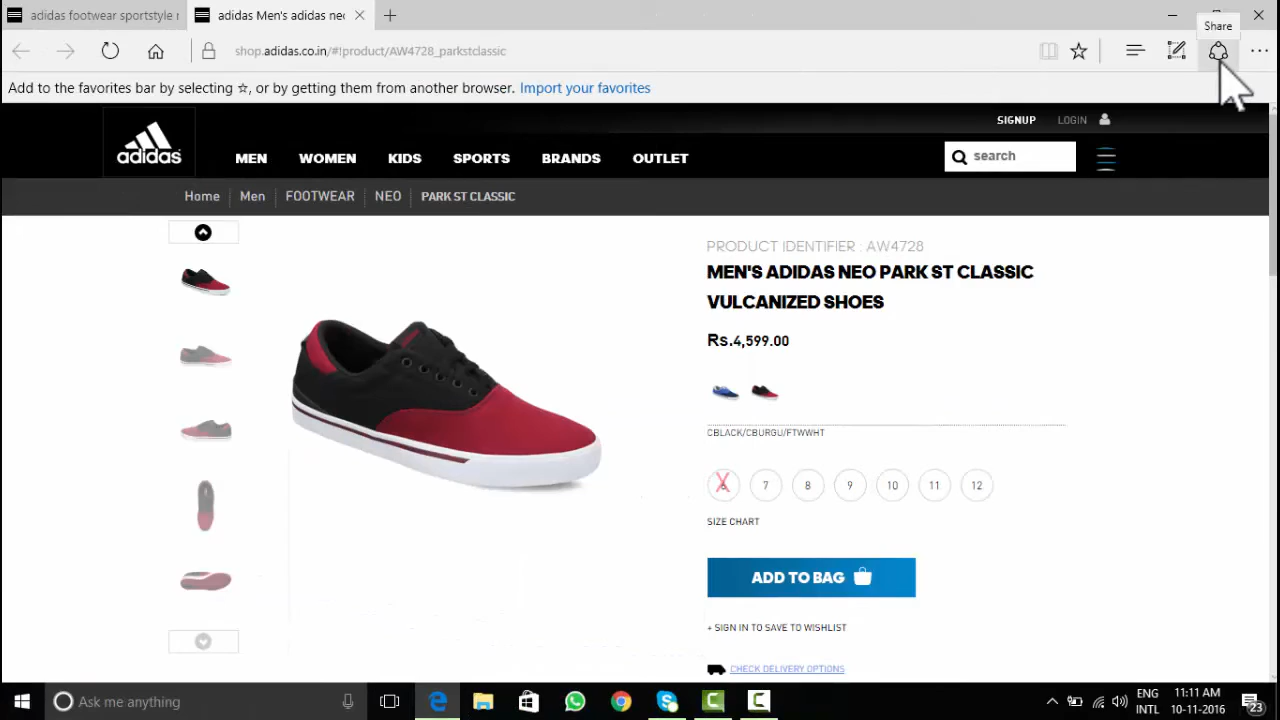 adidas footwear sportstyle r
adidas Men's adidas neo
Share
shop.adidas.co.in/#!product/AW4728_parkstclassic
Add to the favorites bar by selecting ☆, or by getting them from another browser. Import your favorites
SIGNUP LOGIN
adidas MEN WOMEN KIDS SPORTS BRANDS OUTLET search
Home Men FOOTWEAR NEO PARK ST CLASSIC
PRODUCT IDENTIFIER : AW4728
MEN'S ADIDAS NEO PARK ST CLASSIC
VULCANIZED SHOES
Rs.4,599.00
CBLACK/CBURGU/FTWWHT
6 7 8 9 10 11 12
SIZE CHART
ADD TO BAG
+ SIGN IN TO SAVE TO WISHLIST
CHECK DELIVERY OPTIONS
Ask me anything
ENG
INTL
11:11 AM
10-11-2016
23